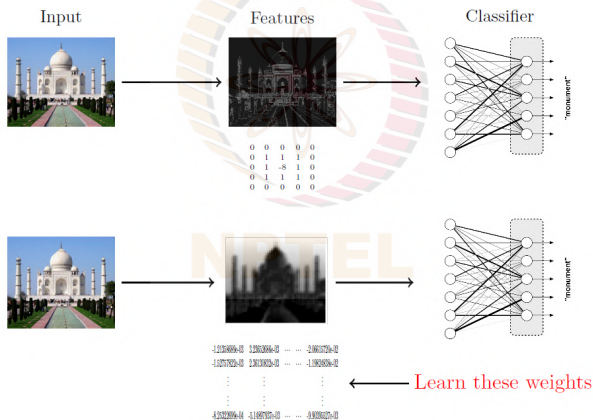 Input Features Classifier
"monument"
0 0 0 0 0
0 1 1 1 0
0 1 -8 1 0
0 1 1 1 0
0 0 0 0 0
NPTEL
"monument"
Learn these weights